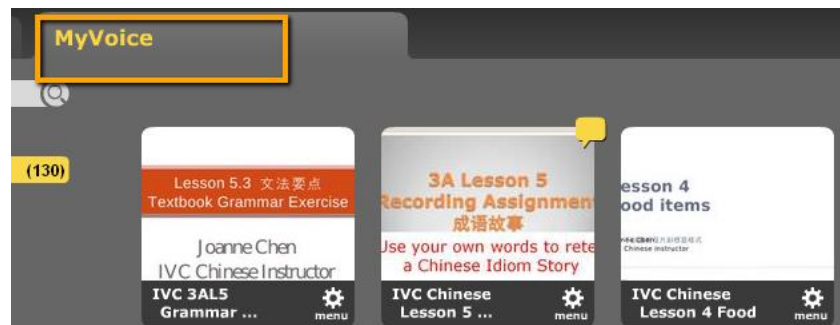 MyVoice
(130)
Lesson 5.3 文法要点
Textbook Grammar Exercise
Joanne Chen
IVC Chinese Instructor
IVC 3AL5
Grammar ...
menu
3A Lesson 5
Recording Assignmen
成语故事
Use your own words to rete
a Chinese Idiom Story
IVC Chinese
Lesson 5 ...
menu
esson 4
ood items
Chinese instructor
IVC Chinese
Lesson 4 Food
menu